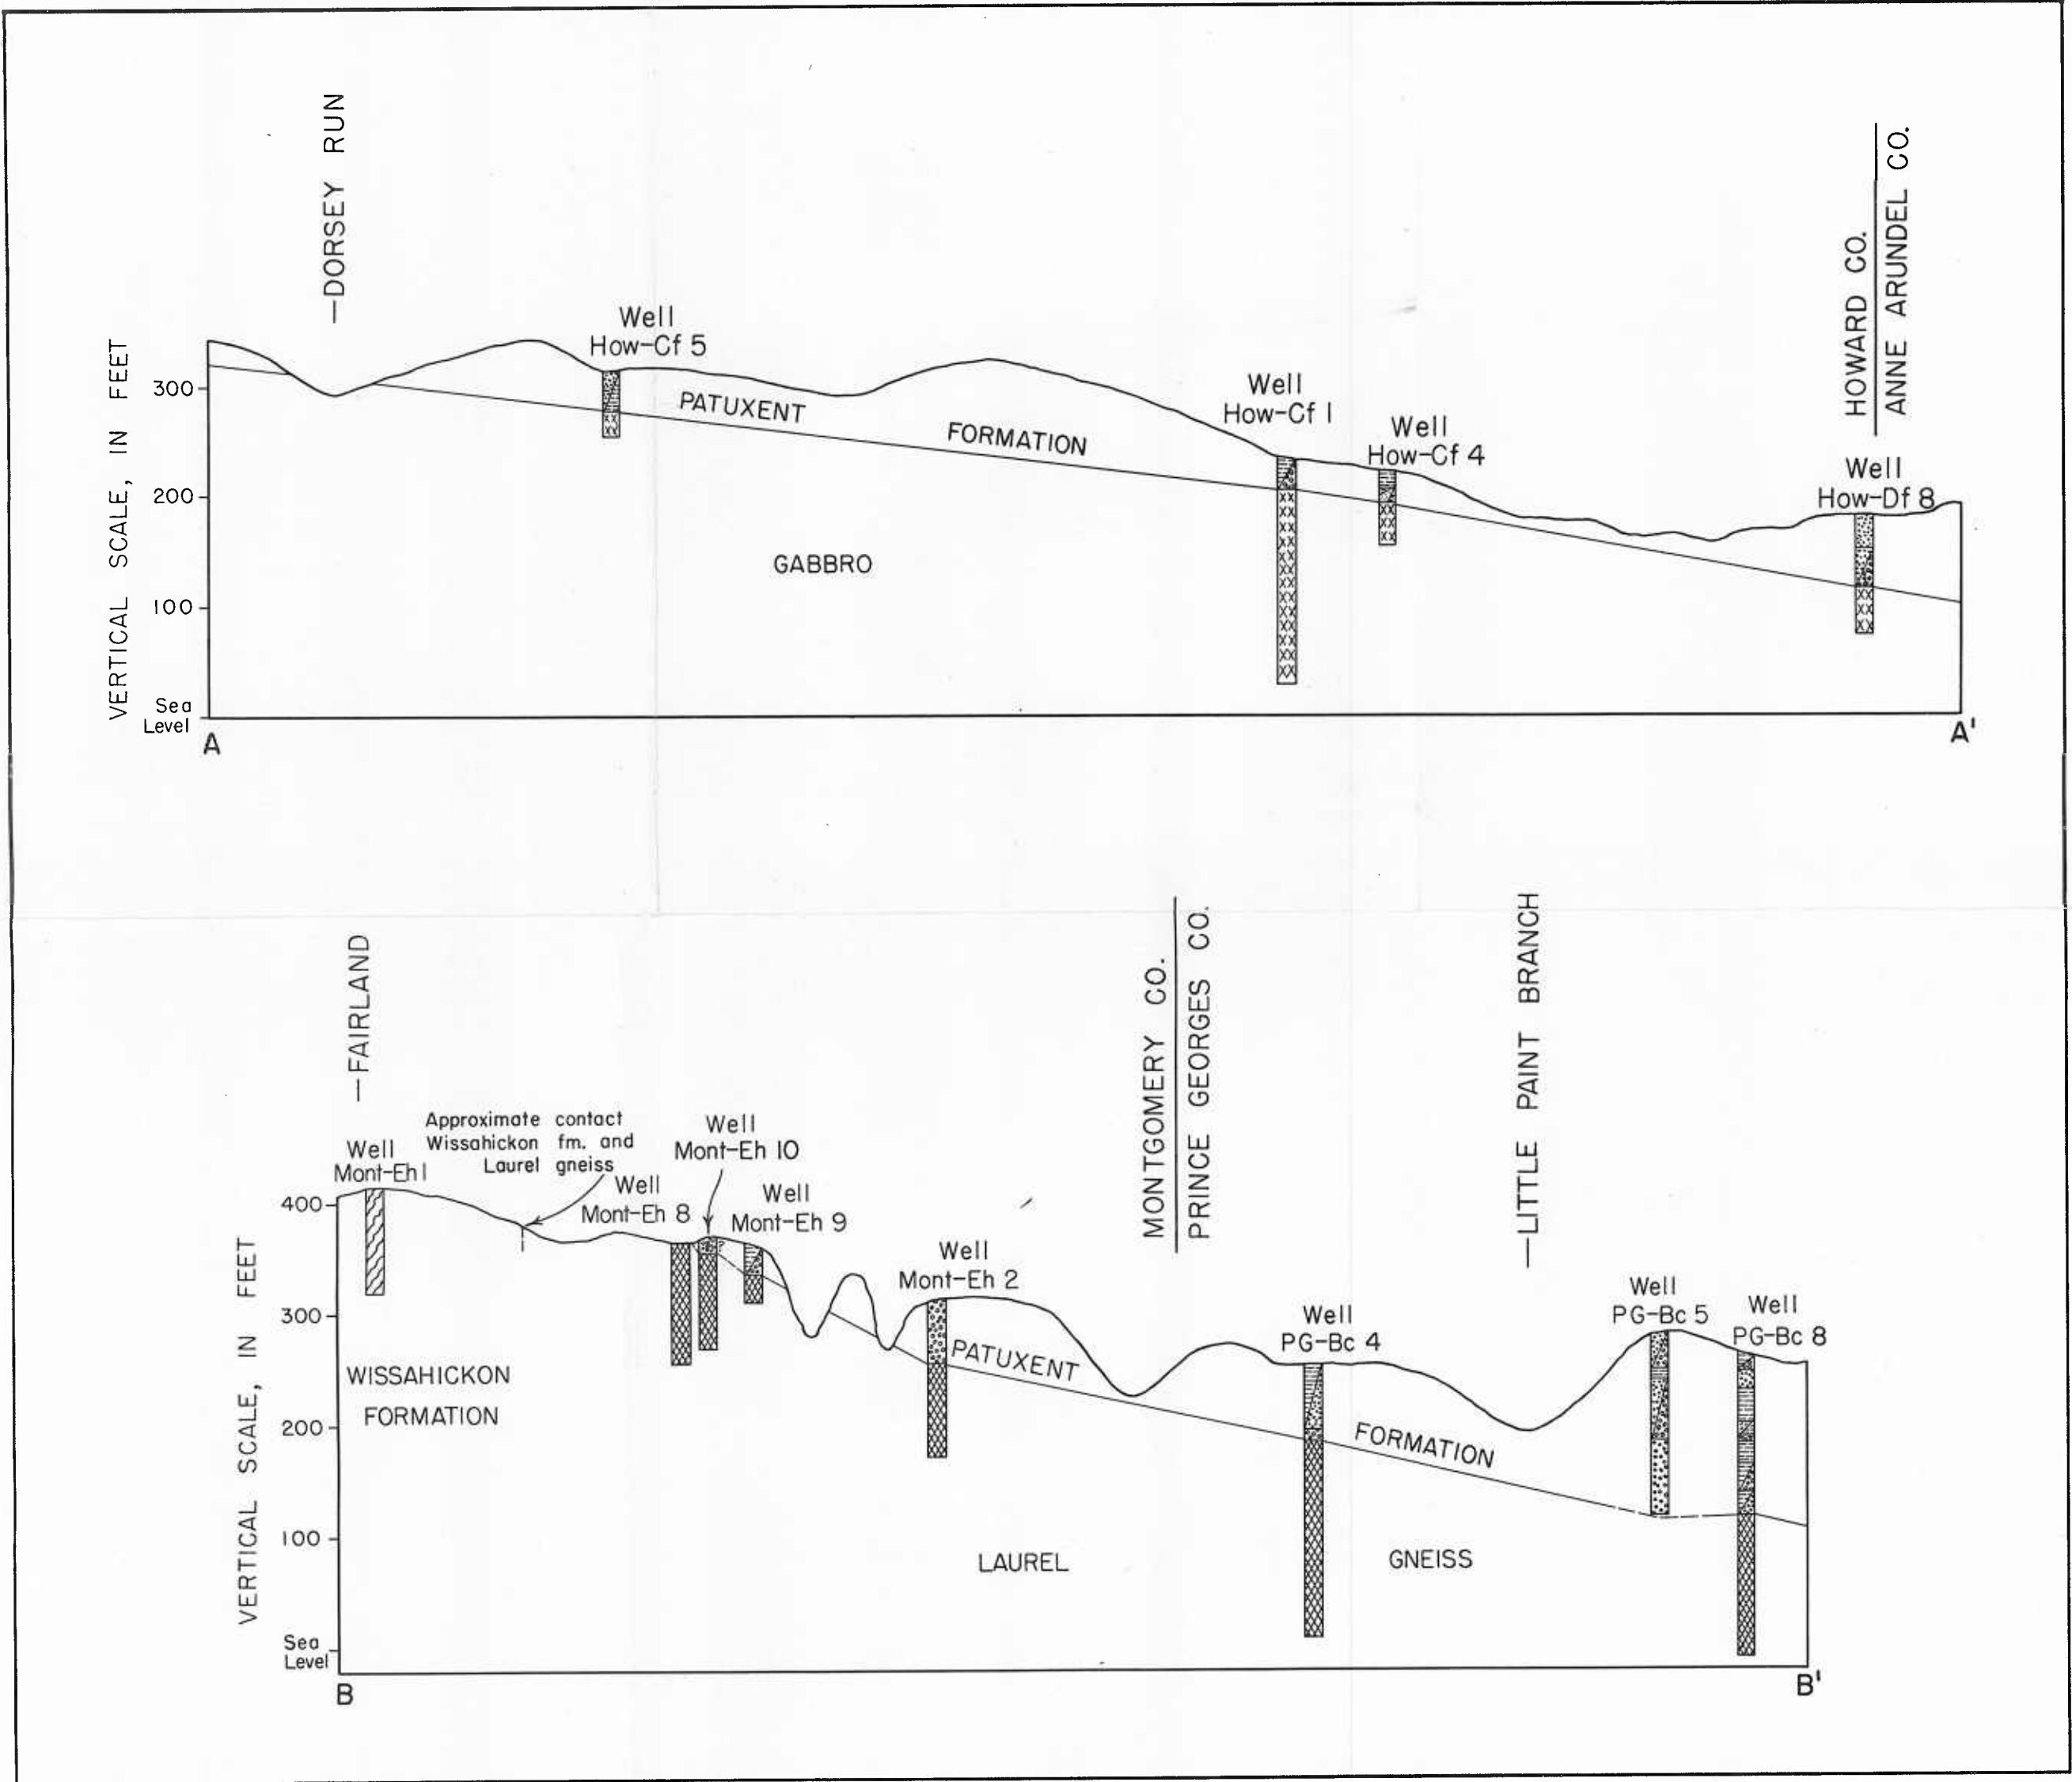 —DORSEY RUN
HOWARD CO.
ANNE ARUNDEL CO.
VERTICAL SCALE, IN FEET
300
200
100
Sea
Level
Well
How-Cf 5
Well
How-Cf 1
Well
How-Cf 4
Well
How-Df 8
PATUXENT
FORMATION
GABBRO
A
A'
—FAIRLAND
MONTGOMERY CO.
PRINCE GEORGES CO.
—LITTLE PAINT BRANCH
VERTICAL SCALE, IN FEET
400
300
200
100
Sea
Level
Well
Mont-Eh 1
Approximate contact
Wissahickon fm. and
Laurel gneiss
Well
Mont-Eh 8
Well
Mont-Eh 10
?
Well
Mont-Eh 9
Well
Mont-Eh 2
Well
PG-Bc 4
Well
PG-Bc 5
Well
PG-Bc 8
WISSAHICKON
FORMATION
PATUXENT
FORMATION
LAUREL
GNEISS
B
B'